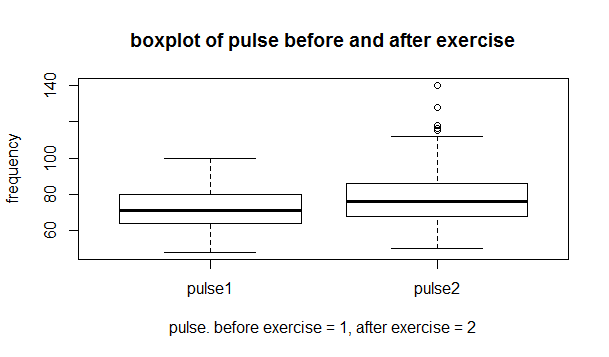 boxplot of pulse before and after exercise
frequency
140
100
80
60
pulse1
pulse2
pulse. before exercise = 1, after exercise = 2